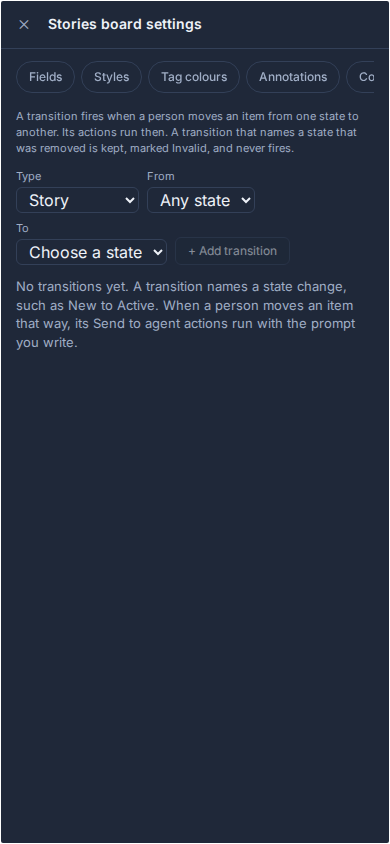 Stories board settings
Fields Styles Tag colours Annotations Co
A transition fires when a person moves an item from one state to
another. Its actions run then. A transition that names a state that
was removed is kept, marked Invalid, and never fires.
Type From
Story Any state
To
Choose a state + Add transition
No transitions yet. A transition names a state change,
such as New to Active. When a person moves an item
that way, its Send to agent actions run with the prompt
you write.